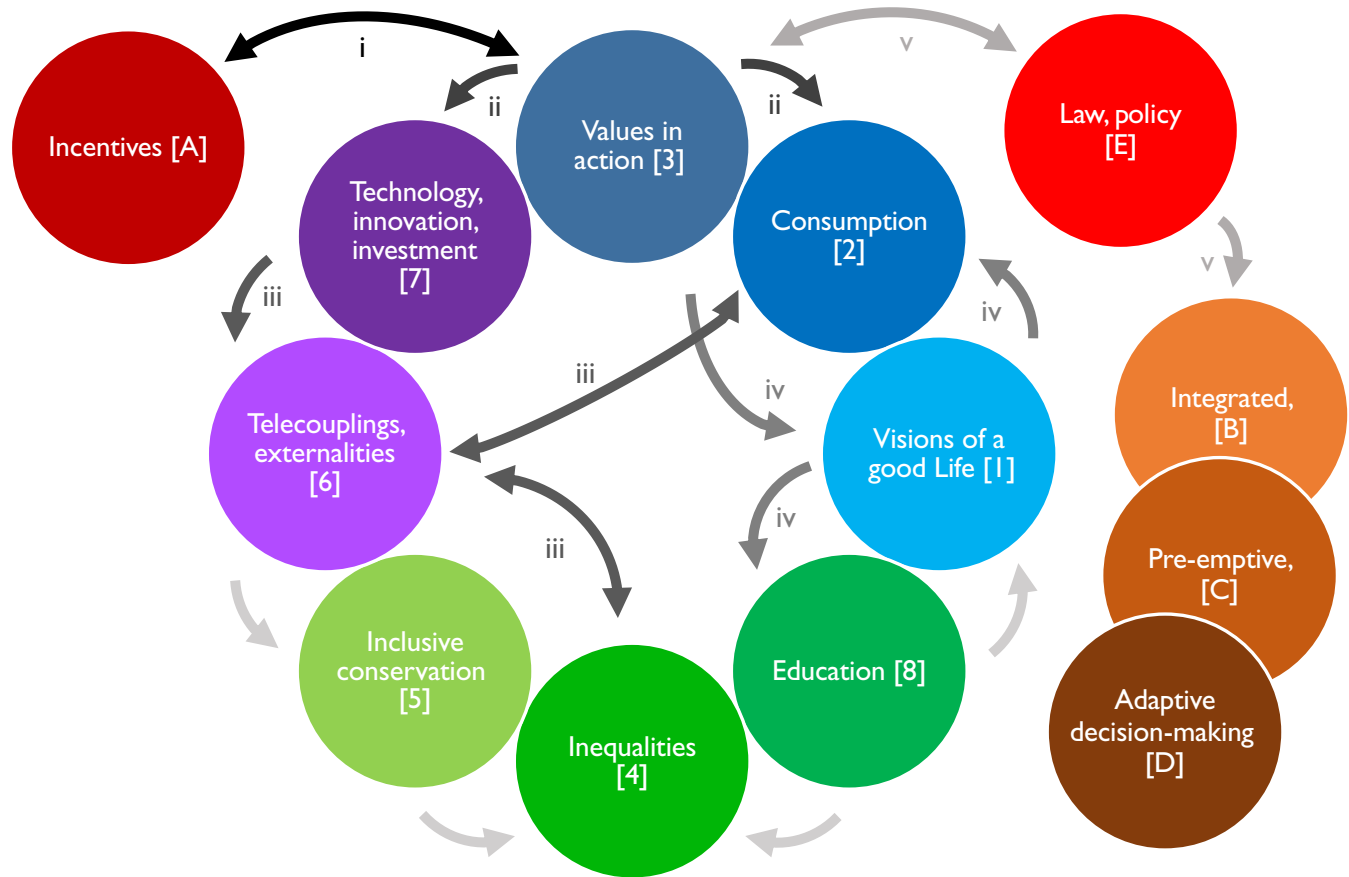 i
v
ii
ii
Incentives [A]
Values in
action [3]
Law, policy
[E]
Technology,
innovation,
investment
[7]
Consumption
[2]
v
iii
iv
iii
iv
Telecouplings,
externalities
[6]
Visions of a
good Life [1]
Integrated,
[B]
iv
iii
Pre-emptive,
[C]
Inclusive
conservation
[5]
Education [8]
Inequalities
[4]
Adaptive
decision-making
[D]